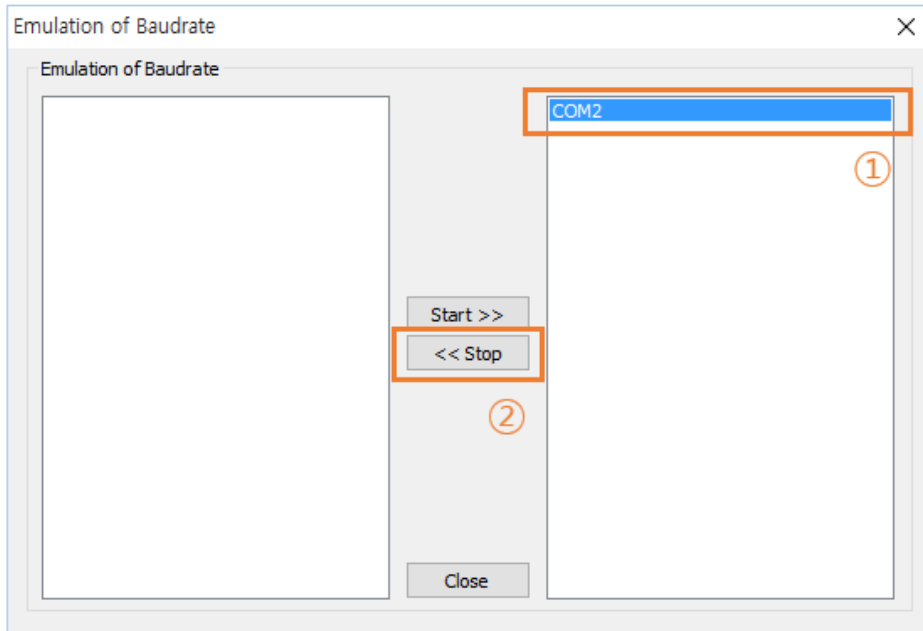 Emulation of Baudrate
Emulation of Baudrate
COM2
①
Start >>
<< Stop
②
Close